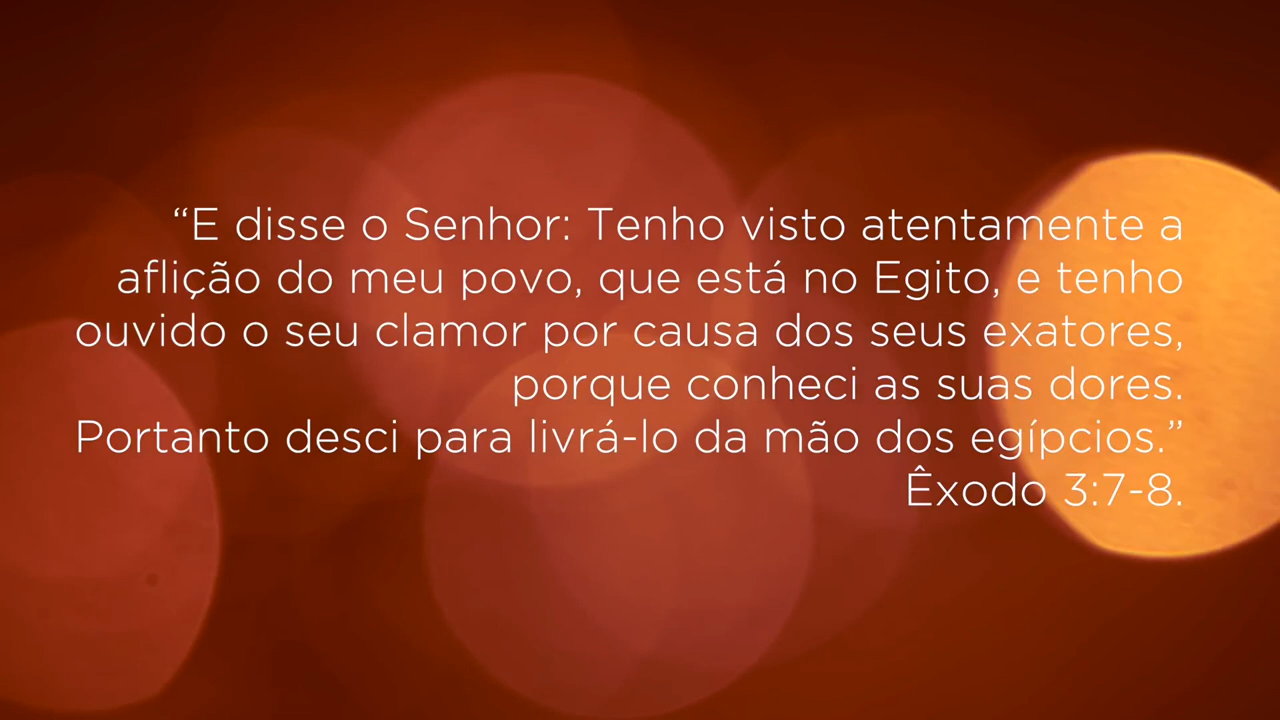 “E disse o Senhor: Tenho visto atentamente a
aflição do meu povo, que está no Egito, e tenho
ouvido o seu clamor por causa dos seus exatores,
porque conheci as suas dores.
Portanto desci para livrá-lo da mão dos egípcios.”
Êxodo 3:7-8.